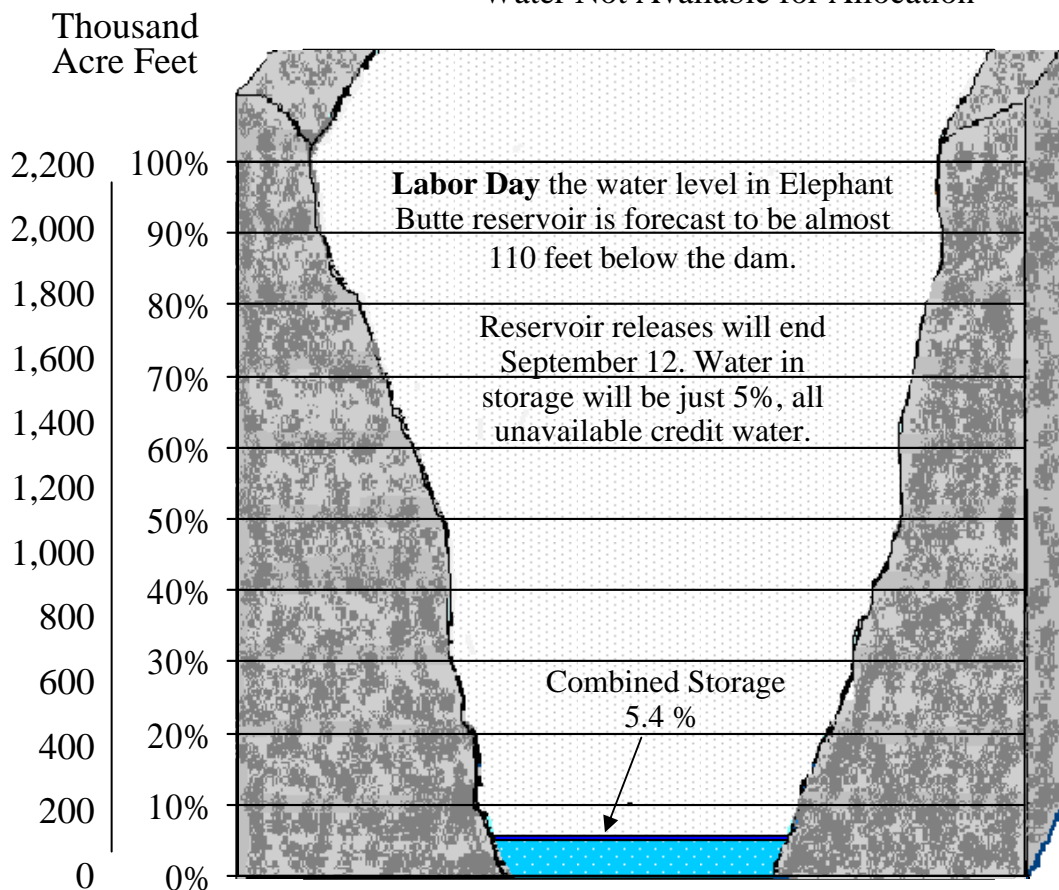 Water Not Available for Allocation
Thousand
Acre Feet
2,200 100%
2,000 90%
1,800 80%
1,600 70%
1,400 60%
1,200 50%
1,000 40%
800 30%
600 20%
400 10%
200 0%
0
Labor Day the water level in Elephant
Butte reservoir is forecast to be almost
110 feet below the dam.
Reservoir releases will end
September 12. Water in
storage will be just 5%, all
unavailable credit water.
Combined Storage
5.4 %